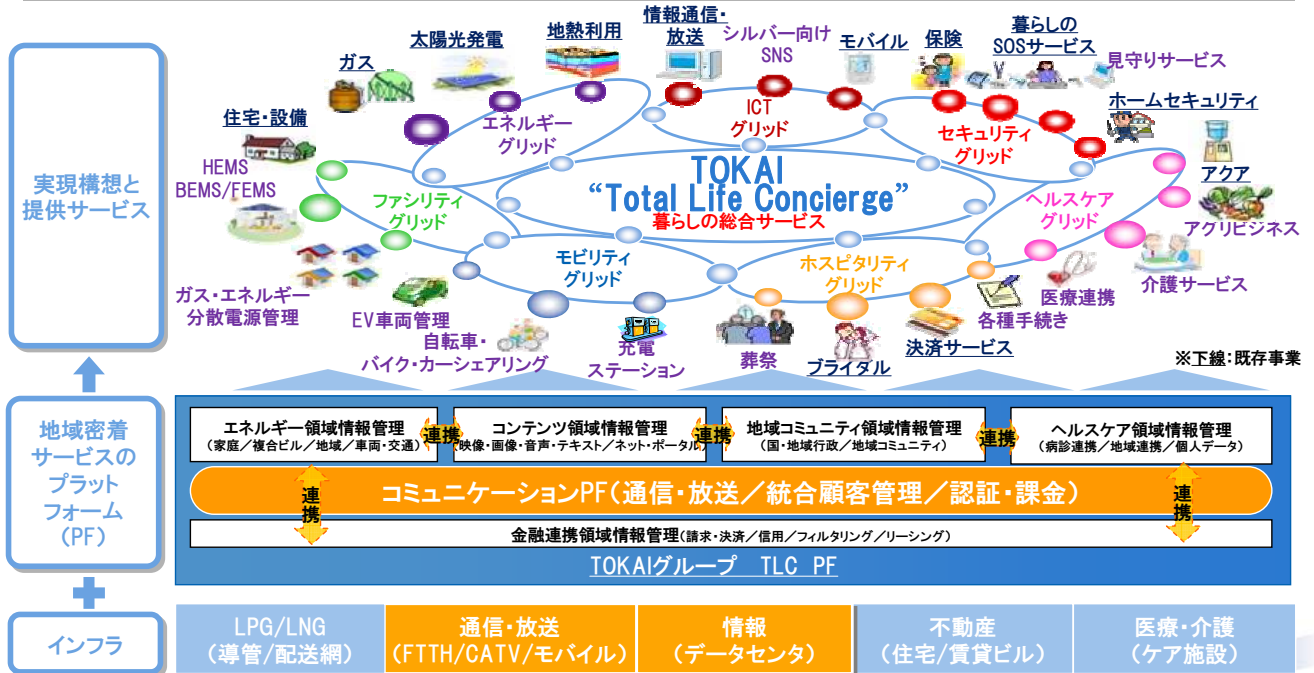 実現構想と
提供サービス
地域密着
サービスの
プラット
フォーム
(PF)
インフラ
住宅・設備
ガス
太陽光発電
地熱利用
情報通信・
放送
シルバー向け
SNS
モバイル
保険
暮らしの
SOSサービス
見守りサービス
ホームセキュリティ
アクア
アグリビジネス
介護サービス
医療連携
各種手続き
決済サービス
ブライダル
葬祭
充電
ステーション
自転車・
バイク・カーシェアリング
EV車両管理
ガス・エネルギー
分散電源管理
HEMS
BEMS/FEMS
エネルギー
グリッド
ICT
グリッド
セキュリティ
グリッド
ファシリティ
グリッド
TOKAI
“Total Life Concierge”
暮らしの総合サービス
ヘルスケア
グリッド
モビリティ
グリッド
ホスピタリティ
グリッド
※下線:既存事業
エネルギー領域情報管理
(家庭／複合ビル／地域／車両・交通)
連携
コンテンツ領域情報管理
(映像・画像・音声・テキスト／ネット・ポータル)
連携
地域コミュニティ領域情報管理
(国・地域行政／地域コミュニティ)
連携
ヘルスケア領域情報管理
(病診連携／地域連携／個人データ)
連携
コミュニケーションPF(通信・放送／統合顧客管理／認証・課金)
連携
金融連携領域情報管理(請求・決済／信用／フィルタリング／リーシング)
TOKAIグループ TLC PF
LPG/LNG
(導管/配送網)
通信・放送
(FTTH/CATV/モバイル)
情報
(データセンタ)
不動産
(住宅/賃貸ビル)
医療・介護
(ケア施設)